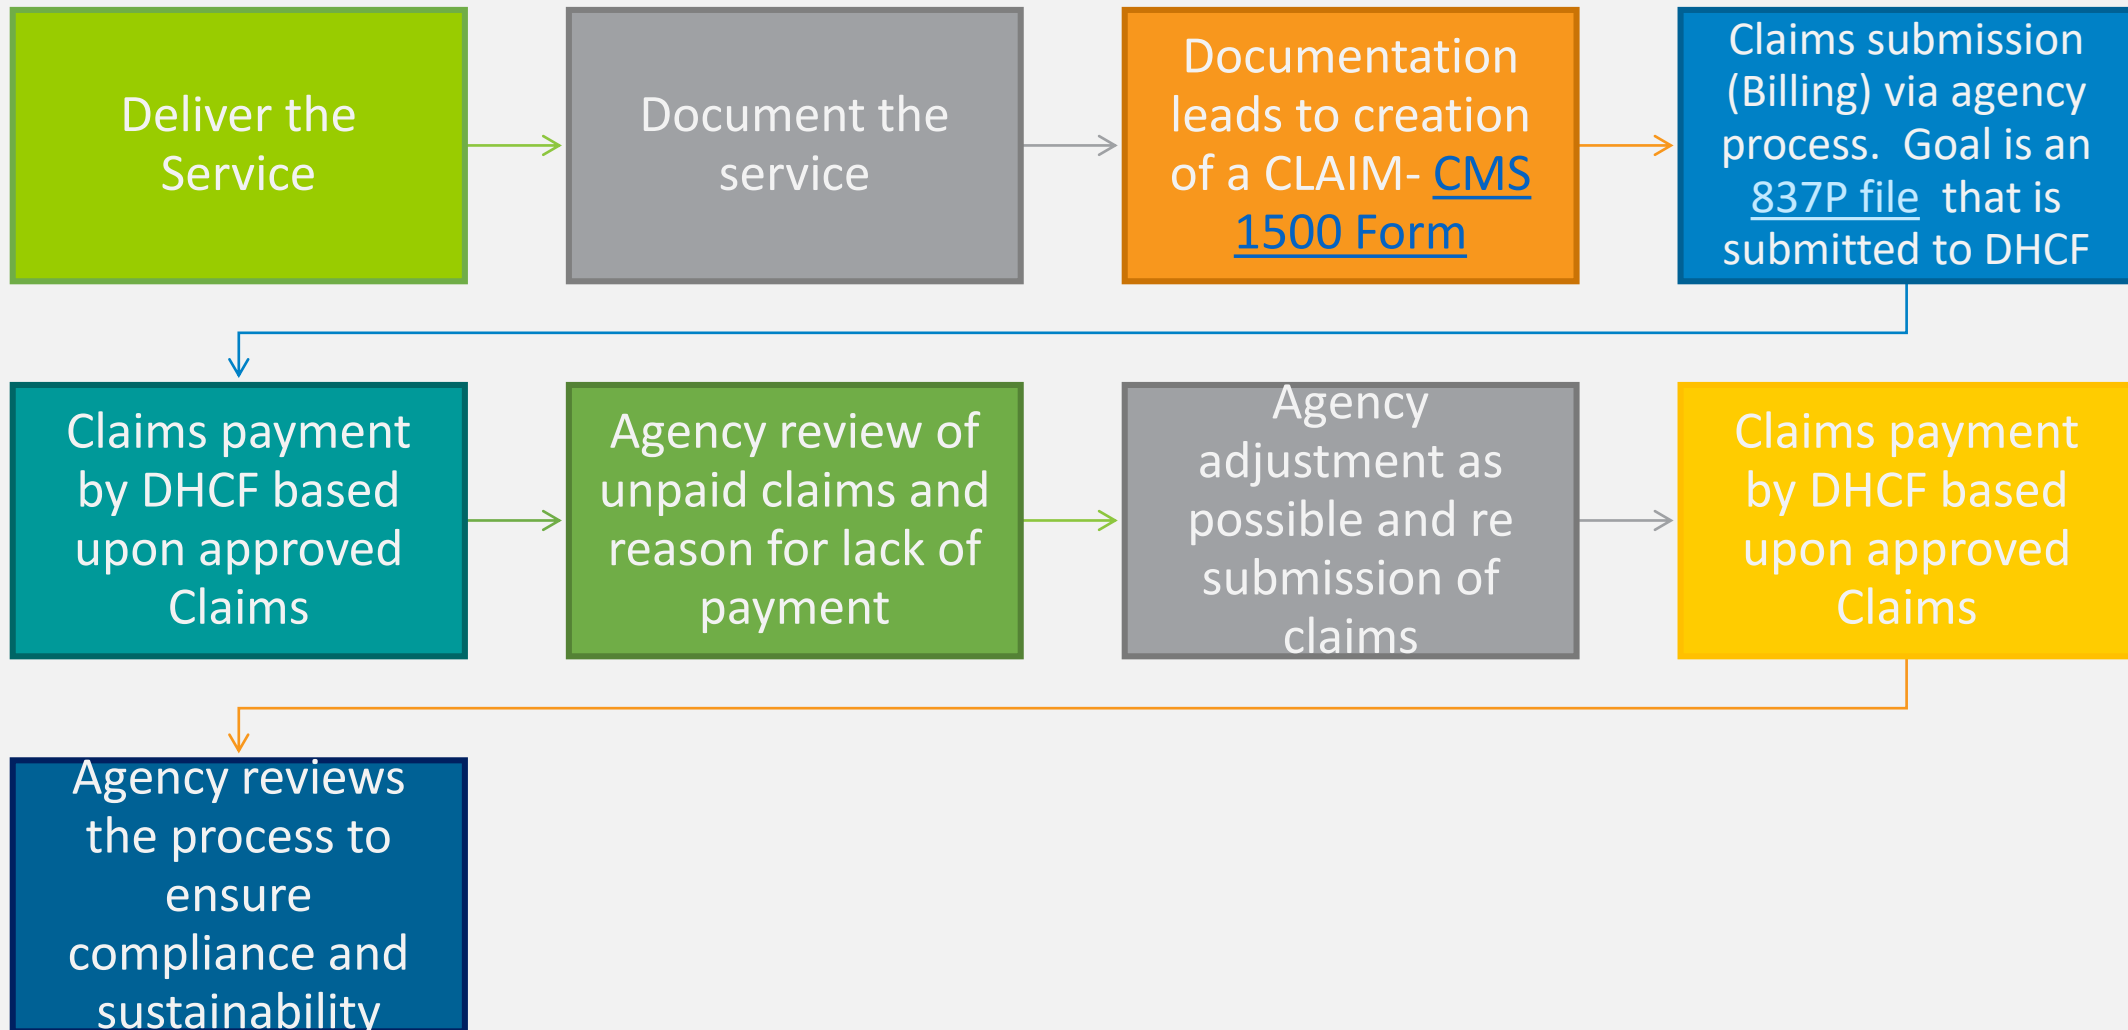 Deliver the
Service
Document the
service
Documentation
leads to creation
of a CLAIM- CMS
1500 Form
Claims submission
(Billing) via agency
process.  Goal is an
837P file  that is
submitted to DHCF
Claims payment
by DHCF based
upon approved
Claims
Agency review of
unpaid claims and
reason for lack of
payment
Agency
adjustment as
possible and re
submission of
claims
Claims payment
by DHCF based
upon approved
Claims
Agency reviews
the process to
ensure
compliance and
sustainability